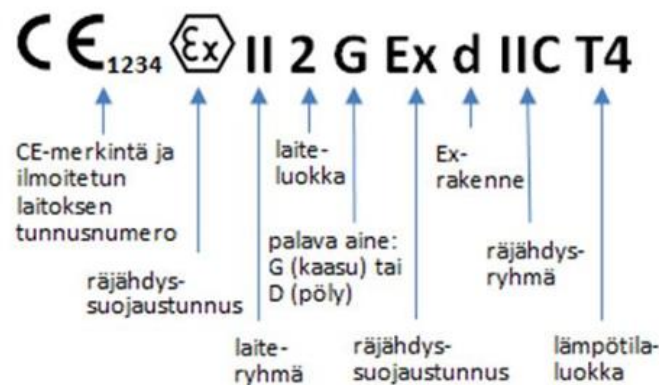 CE 1234 Ex II 2 G Ex d IIC T4
CE-merkintä ja
ilmoitetun
laitoksen
tunnusnumero
räjähdys-
suojaustunnus
laite-
ryhmä
laite-
luokka
palava aine:
G (kaasu) tai
D (pöly)
räjähdys-
suojaustunnus
Ex-
rakenne
räjähdys-
ryhmä
lämpötila-
luokka